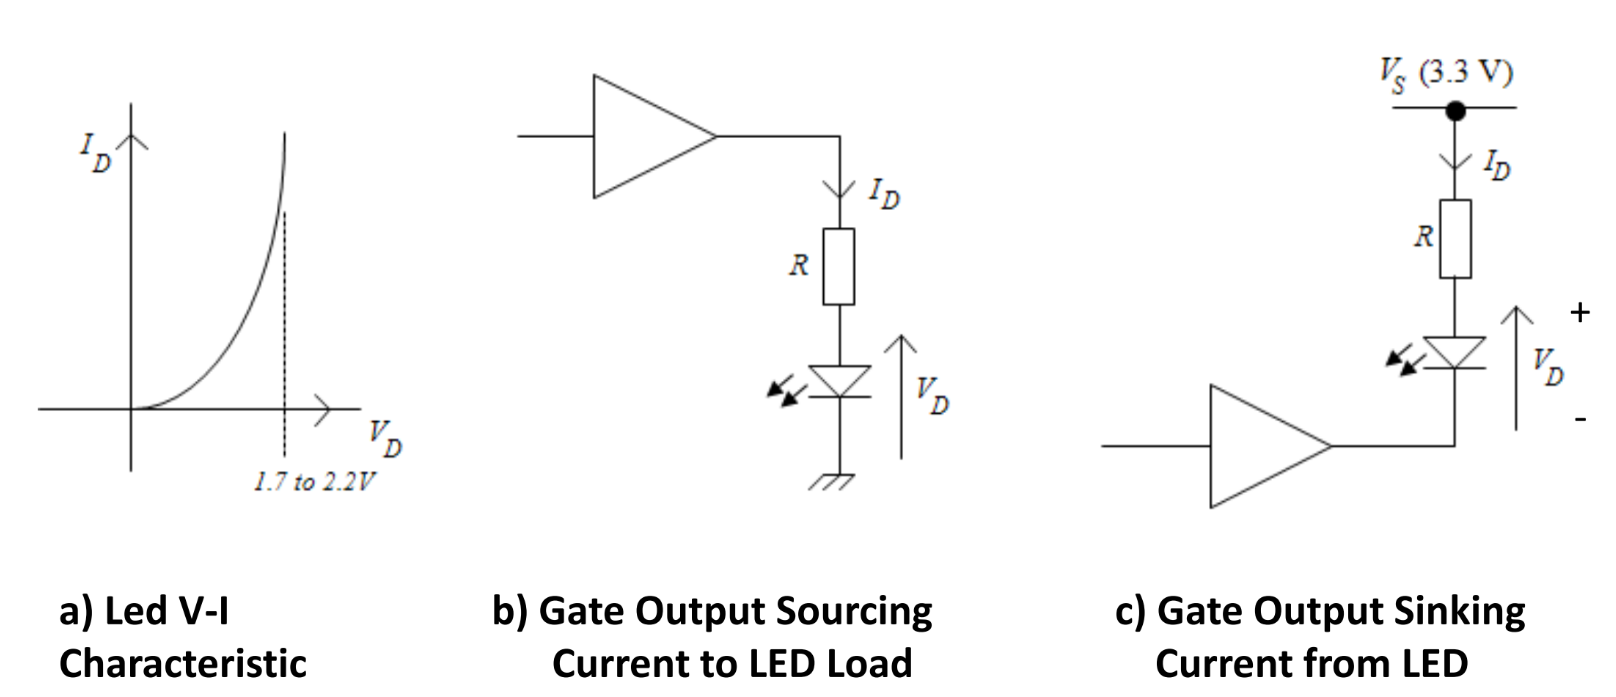 I_D
V_D
1.7 to 2.2V
a) Led V-I
Characteristic
I_D
R
V_D
b) Gate Output Sourcing
Current to LED Load
V_S (3.3 V)
I_D
R
+
V_D
-
c) Gate Output Sinking
Current from LED